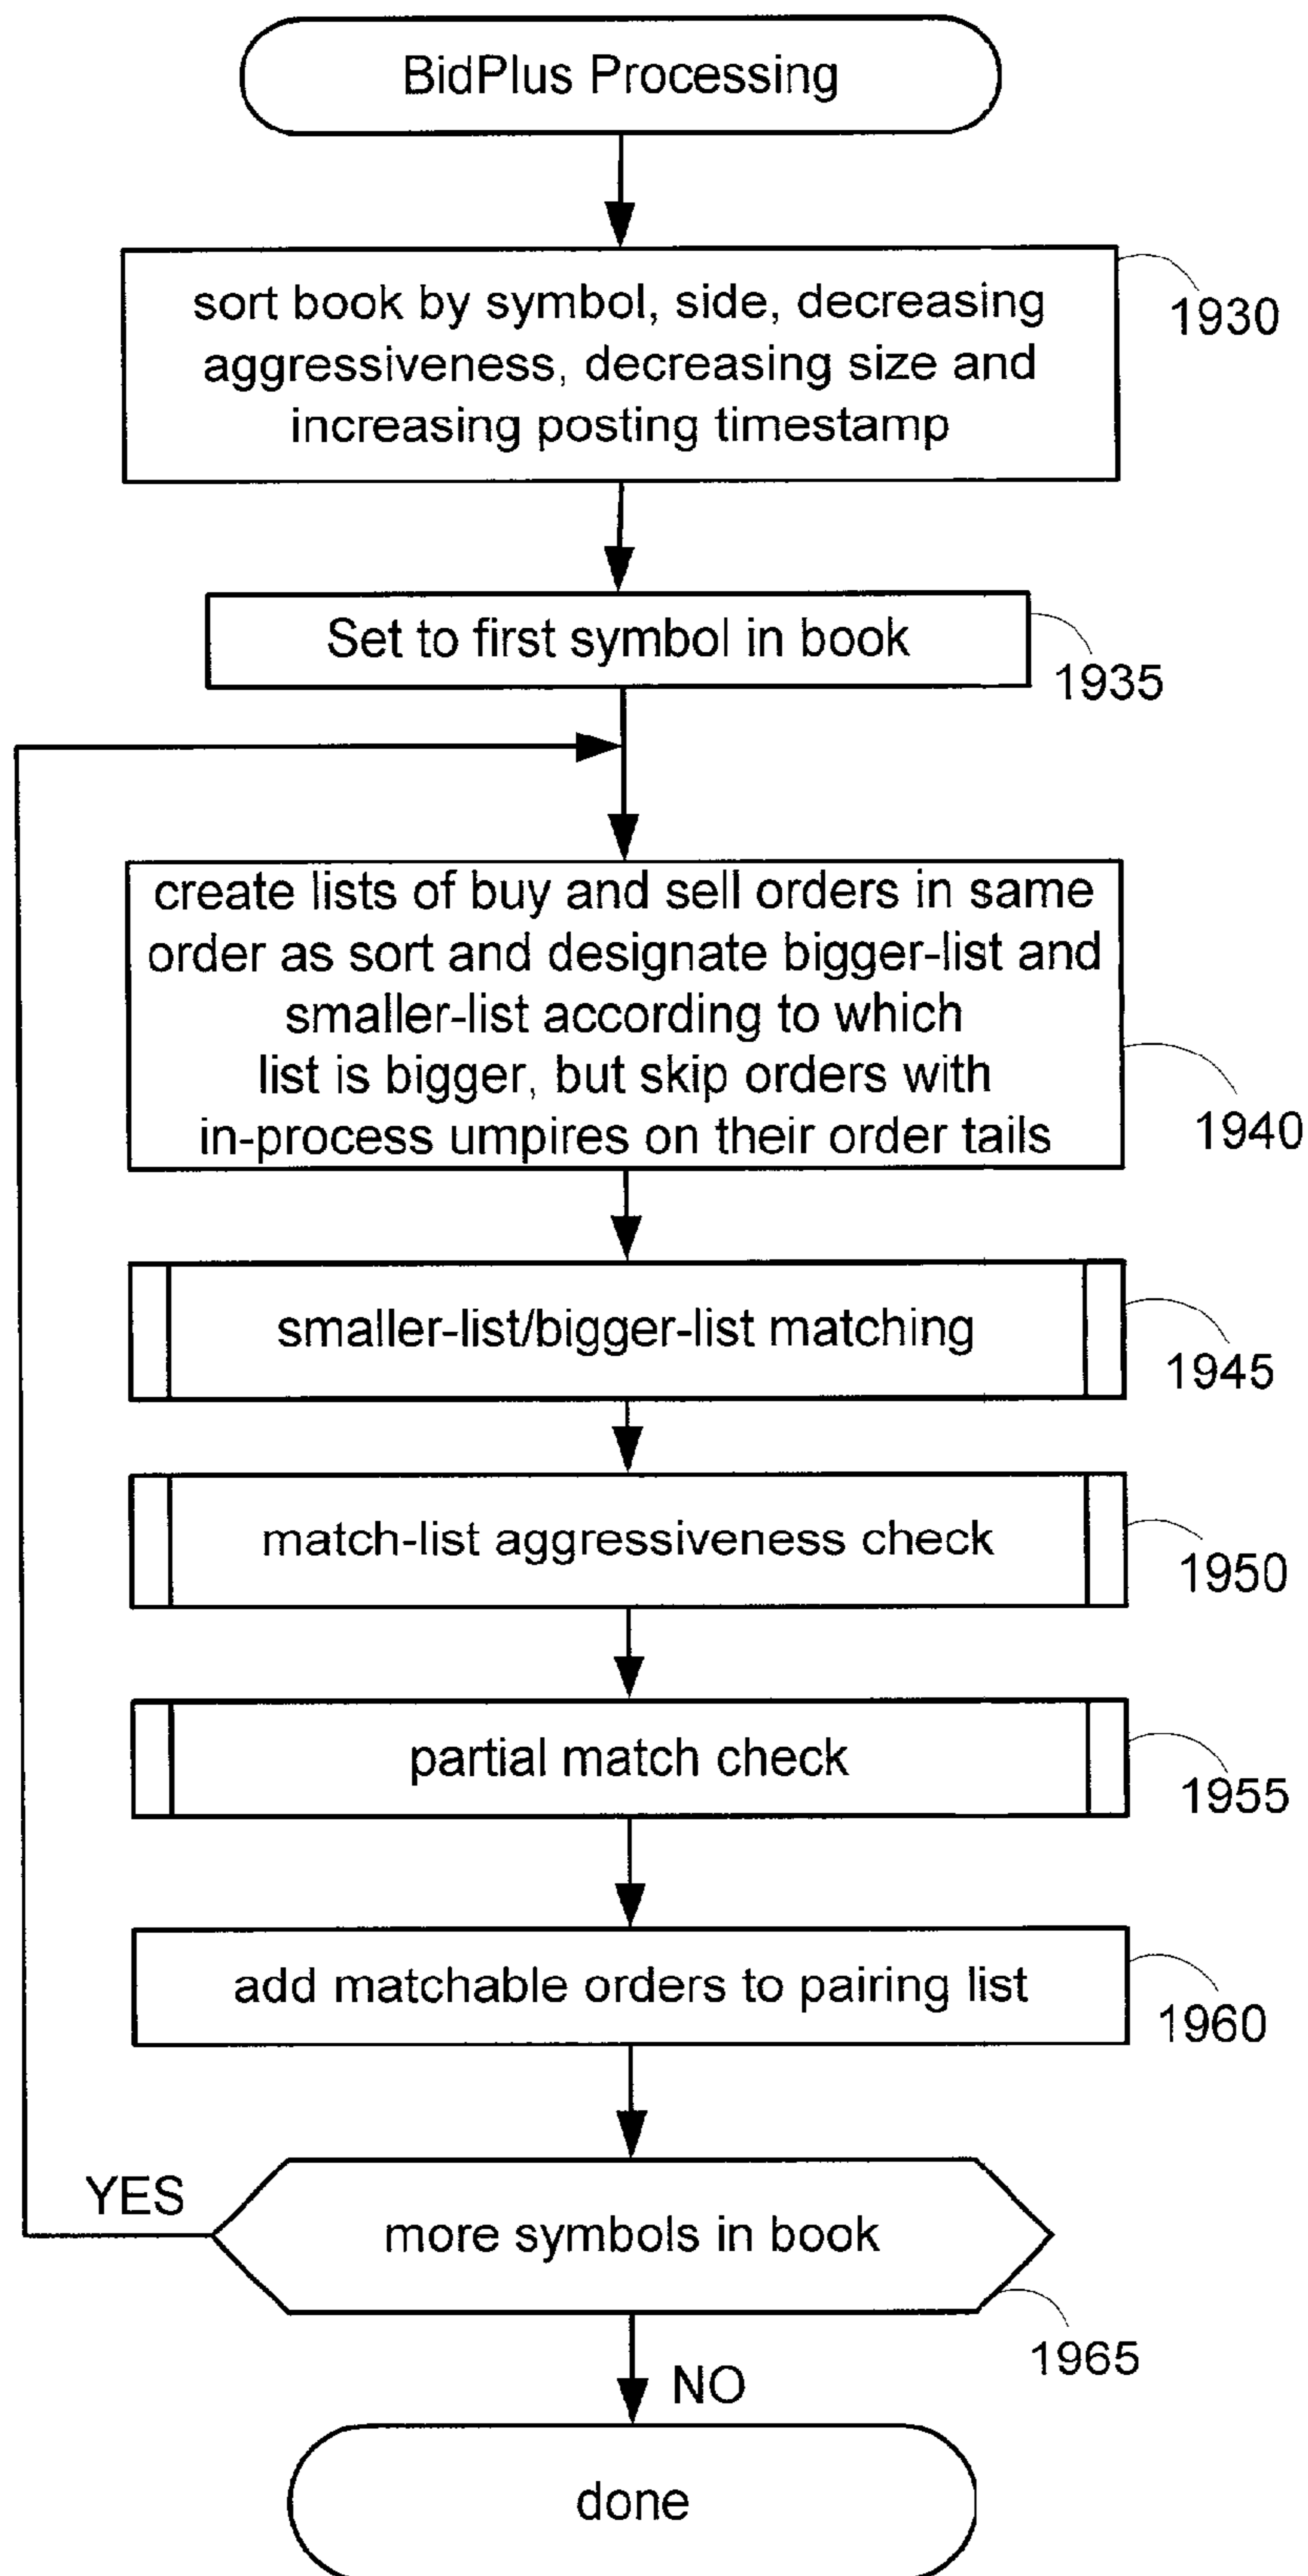 BidPlus Processing
sort book by symbol, side, decreasing
aggressiveness, decreasing size and
increasing posting timestamp
1930
Set to first symbol in book
1935
create lists of buy and sell orders in same
order as sort and designate bigger-list and
smaller-list according to which
list is bigger, but skip orders with
in-process umpires on their order tails
1940
smaller-list/bigger-list matching
1945
match-list aggressiveness check
1950
partial match check
1955
add matchable orders to pairing list
1960
YES
more symbols in book
1965
NO
done